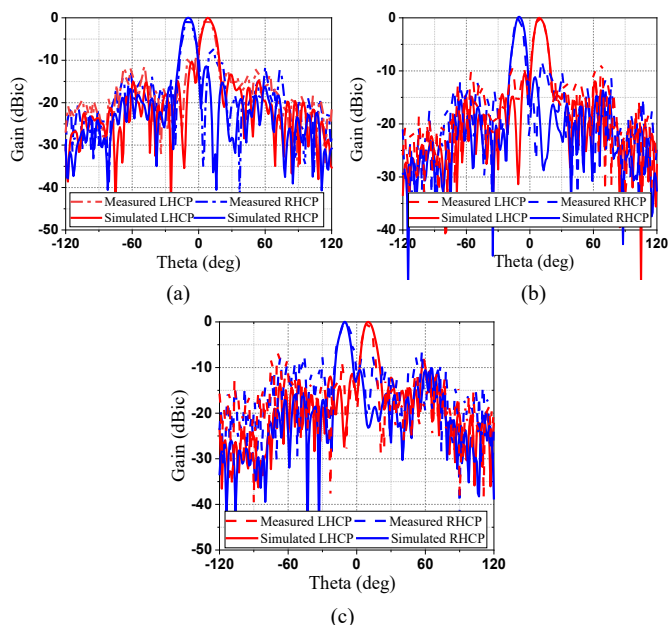 0
-10
-20
-30
-40
-50
Gain (dBic)
Measured LHCP Measured RHCP
Simulated LHCP Simulated RHCP
-120 -60 0 60 120
Theta (deg)
(a)
0
-10
-20
-30
-40
Gain (dBic)
Measured LHCP Measured RHCP
Simulated LHCP Simulated RHCP
-120 -60 0 60 120
Theta (deg)
(b)
0
-10
-20
-30
-40
-50
Gain (dBic)
Measured LHCP Measured RHCP
Simulated LHCP Simulated RHCP
-120 -60 0 60 120
Theta (deg)
(c)